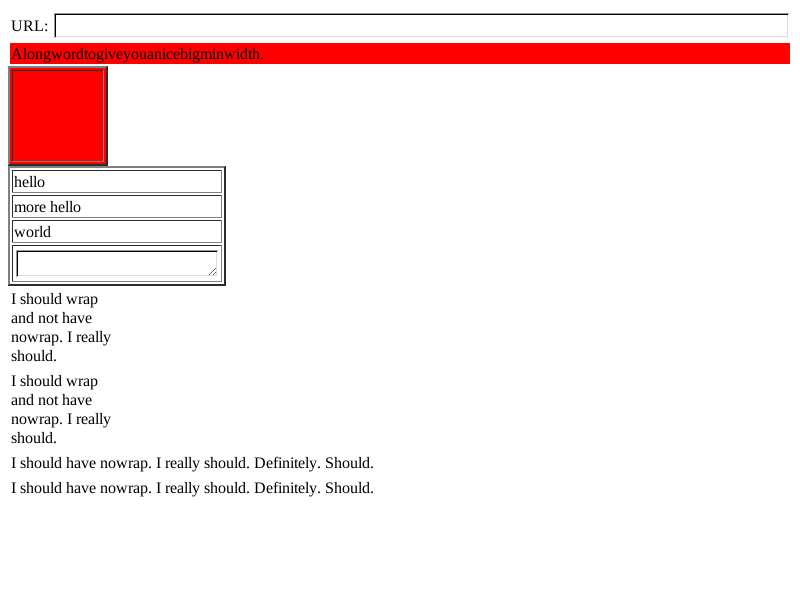 URL:
Alongwordtogiveyouanicebigminwidth.
hello
more hello
world
I should wrap
and not have
nowrap. I really
should.
I should wrap
and not have
nowrap. I really
should.
I should have nowrap. I really should. Definitely. Should.
I should have nowrap. I really should. Definitely. Should.